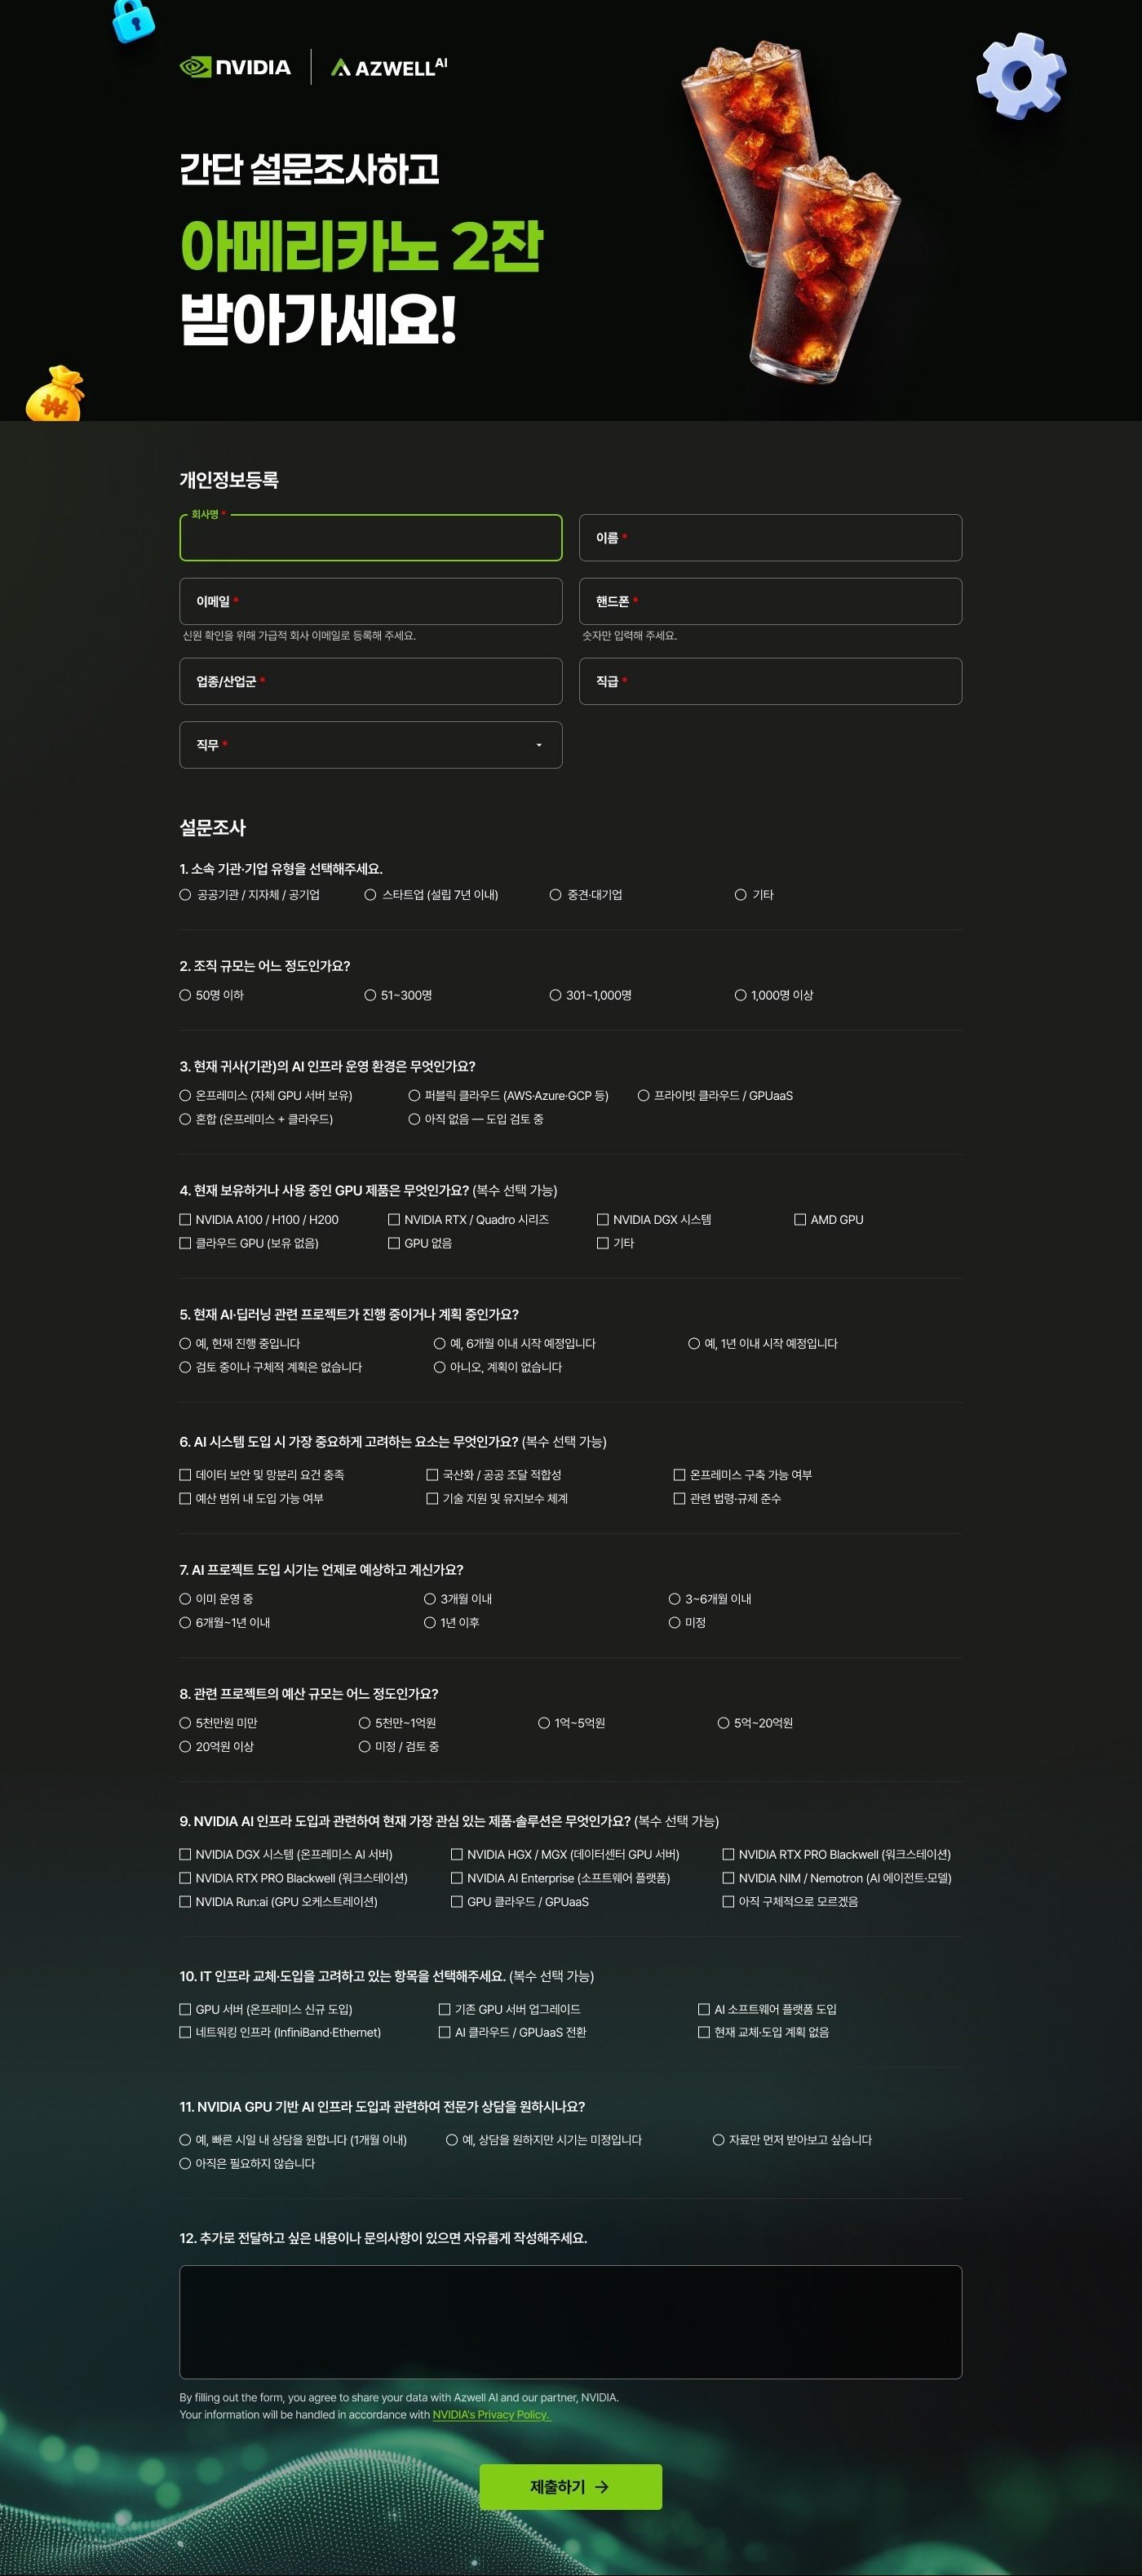 NVIDIA
AZWELL AI
간단 설문조사하고
아메리카노 2잔
받아가세요!
개인정보등록
회사명 *
이름 *
이메일 *
핸드폰 *
신원 확인을 위해 가급적 회사 이메일로 등록해 주세요.
숫자만 입력해 주세요.
업종/산업군 *
직급 *
직무 *
설문조사
1. 소속 기관·기업 유형을 선택해주세요.
공공기관 / 지자체 / 공기업
스타트업 (설립 7년 이내)
중견·대기업
기타
2. 조직 규모는 어느 정도인가요?
50명 이하
51~300명
301~1,000명
1,000명 이상
3. 현재 귀사(기관)의 AI 인프라 운영 환경은 무엇인가요?
온프레미스 (자체 GPU 서버 보유)
퍼블릭 클라우드 (AWS·Azure·GCP 등)
프라이빗 클라우드 / GPUaaS
혼합 (온프레미스 + 클라우드)
아직 없음 — 도입 검토 중
4. 현재 보유하거나 사용 중인 GPU 제품은 무엇인가요? (복수 선택 가능)
NVIDIA A100 / H100 / H200
NVIDIA RTX / Quadro 시리즈
NVIDIA DGX 시스템
AMD GPU
클라우드 GPU (보유 없음)
GPU 없음
기타
5. 현재 AI·딥러닝 관련 프로젝트가 진행 중이거나 계획 중인가요?
예, 현재 진행 중입니다
예, 6개월 이내 시작 예정입니다
예, 1년 이내 시작 예정입니다
검토 중이나 구체적 계획은 없습니다
아니오, 계획이 없습니다
6. AI 시스템 도입 시 가장 중요하게 고려하는 요소는 무엇인가요? (복수 선택 가능)
데이터 보안 및 망분리 요건 충족
국산화 / 공공 조달 적합성
온프레미스 구축 가능 여부
예산 범위 내 도입 가능 여부
기술 지원 및 유지보수 체계
관련 법령·규제 준수
7. AI 프로젝트 도입 시기는 언제로 예상하고 계신가요?
이미 운영 중
3개월 이내
3~6개월 이내
6개월~1년 이내
1년 이후
미정
8. 관련 프로젝트의 예산 규모는 어느 정도인가요?
5천만원 미만
5천만~1억원
1억~5억원
5억~20억원
20억원 이상
미정 / 검토 중
9. NVIDIA AI 인프라 도입과 관련하여 현재 가장 관심 있는 제품·솔루션은 무엇인가요? (복수 선택 가능)
NVIDIA DGX 시스템 (온프레미스 AI 서버)
NVIDIA HGX / MGX (데이터센터 GPU 서버)
NVIDIA RTX PRO Blackwell (워크스테이션)
NVIDIA RTX PRO Blackwell (워크스테이션)
NVIDIA AI Enterprise (소프트웨어 플랫폼)
NVIDIA NIM / Nemotron (AI 에이전트·모델)
NVIDIA Run:ai (GPU 오케스트레이션)
GPU 클라우드 / GPUaaS
아직 구체적으로 모르겠음
10. IT 인프라 교체·도입을 고려하고 있는 항목을 선택해주세요. (복수 선택 가능)
GPU 서버 (온프레미스 신규 도입)
기존 GPU 서버 업그레이드
AI 소프트웨어 플랫폼 도입
네트워킹 인프라 (InfiniBand·Ethernet)
AI 클라우드 / GPUaaS 전환
현재 교체·도입 계획 없음
11. NVIDIA GPU 기반 AI 인프라 도입과 관련하여 전문가 상담을 원하시나요?
예, 빠른 시일 내 상담을 원합니다 (1개월 이내)
예, 상담을 원하지만 시기는 미정입니다
자료만 먼저 받아보고 싶습니다
아직은 필요하지 않습니다
12. 추가로 전달하고 싶은 내용이나 문의사항이 있으면 자유롭게 작성해주세요.
By filling out the form, you agree to share your data with Azwell AI and our partner, NVIDIA.
Your information will be handled in accordance with NVIDIA's Privacy Policy.
제출하기 →